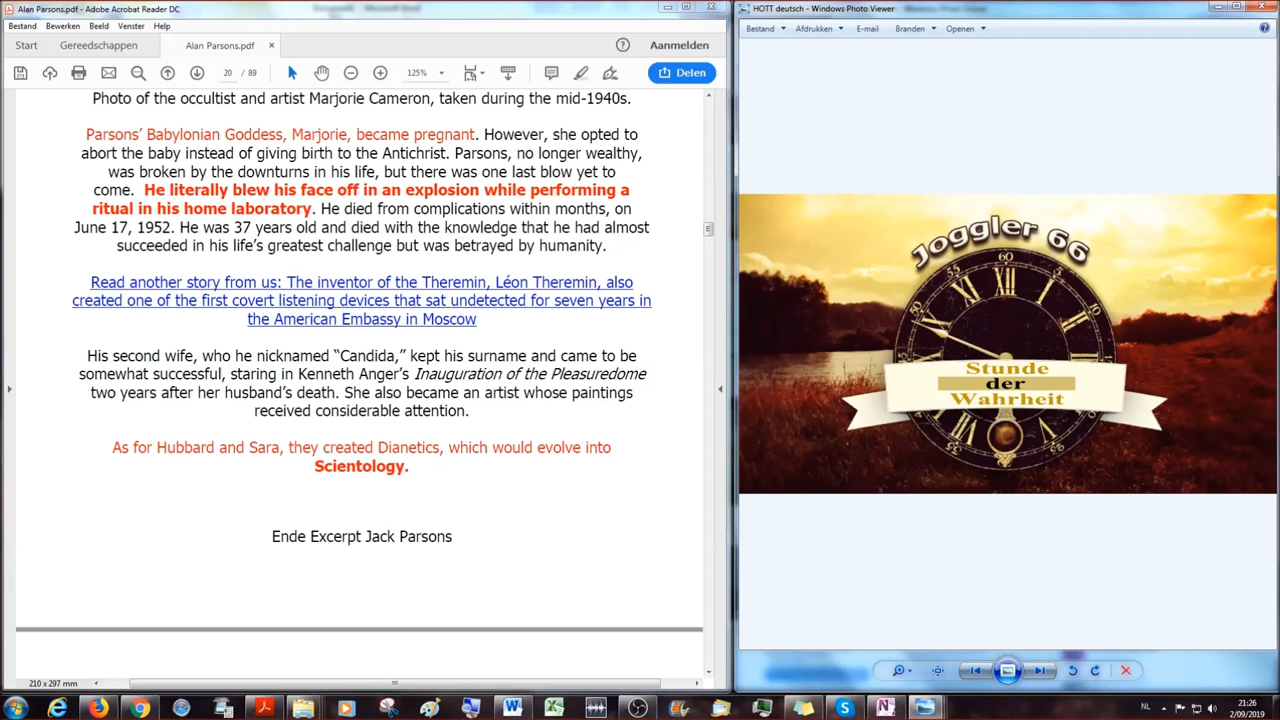 Alan Parsons.pdf - Adobe Acrobat Reader DC
Bestand Bewerken Beeld Venster Help
Start Gereedschappen Alan Parsons.pdf × Aanmelden
20 / 89 125% Delen
Photo of the occultist and artist Marjorie Cameron, taken during the mid-1940s.
Parsons’ Babylonian Goddess, Marjorie, became pregnant. However, she opted to
abort the baby instead of giving birth to the Antichrist. Parsons, no longer wealthy,
was broken by the downturns in his life, but there was one last blow yet to
come. He literally blew his face off in an explosion while performing a
ritual in his home laboratory. He died from complications within months, on
June 17, 1952. He was 37 years old and died with the knowledge that he had almost
succeeded in his life’s greatest challenge but was betrayed by humanity.
Read another story from us: The inventor of the Theremin, Léon Theremin, also
created one of the first covert listening devices that sat undetected for seven years in
the American Embassy in Moscow
His second wife, who he nicknamed “Candida,” kept his surname and came to be
somewhat successful, staring in Kenneth Anger’s Inauguration of the Pleasuredome
two years after her husband’s death. She also became an artist whose paintings
received considerable attention.
As for Hubbard and Sara, they created Dianetics, which would evolve into
Scientology.
Ende Excerpt Jack Parsons
210 x 297 mm
HOTT deutsch - Windows Photo Viewer
Bestand Afdrukken E-mail Branden Openen
Joggler 66
55 60 5
XII
Stunde
der
Wahrheit
NL 21:26
2/09/2019